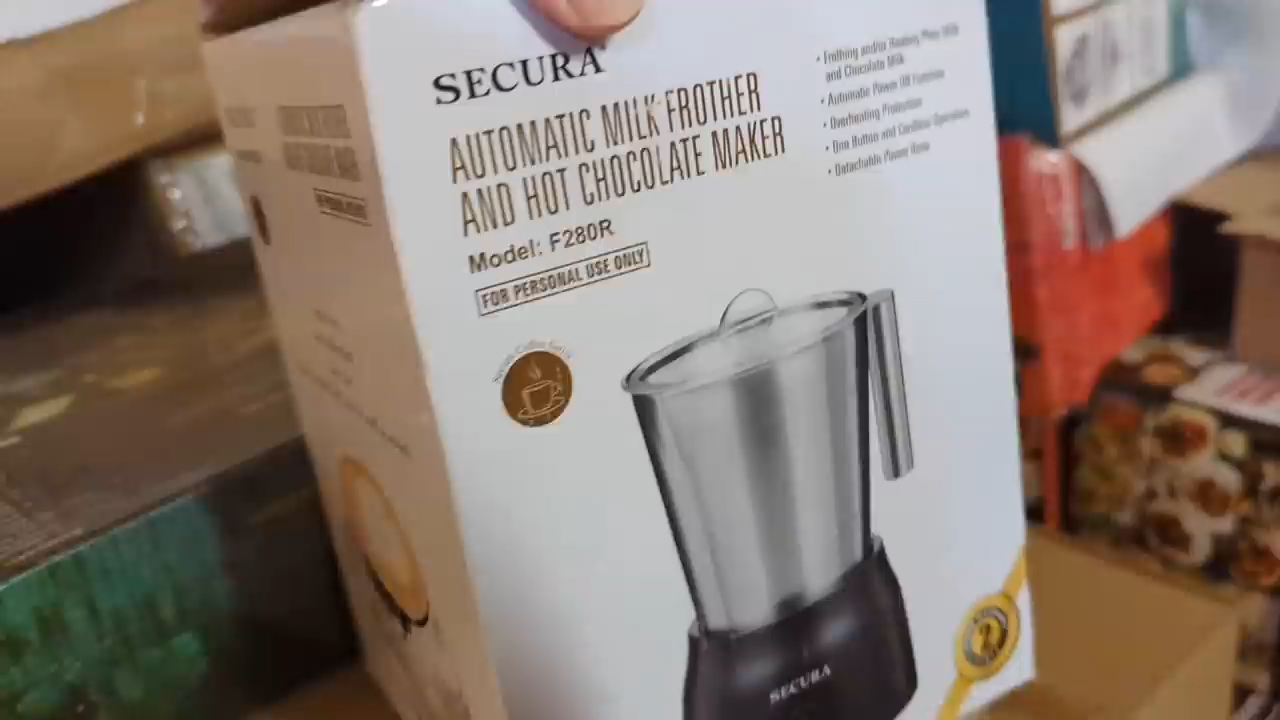 SECURA
AUTOMATIC MILK FROTHER
AND HOT CHOCOLATE MAKER
Model: F280R
FOR PERSONAL USE ONLY
• Frothing and/or Heating Plus Milk
and Chocolate Milk
• Automatic Power Off Function
• Overheating Protection
• One Button and Cordless Operation
• Detachable Power Base
SECURA